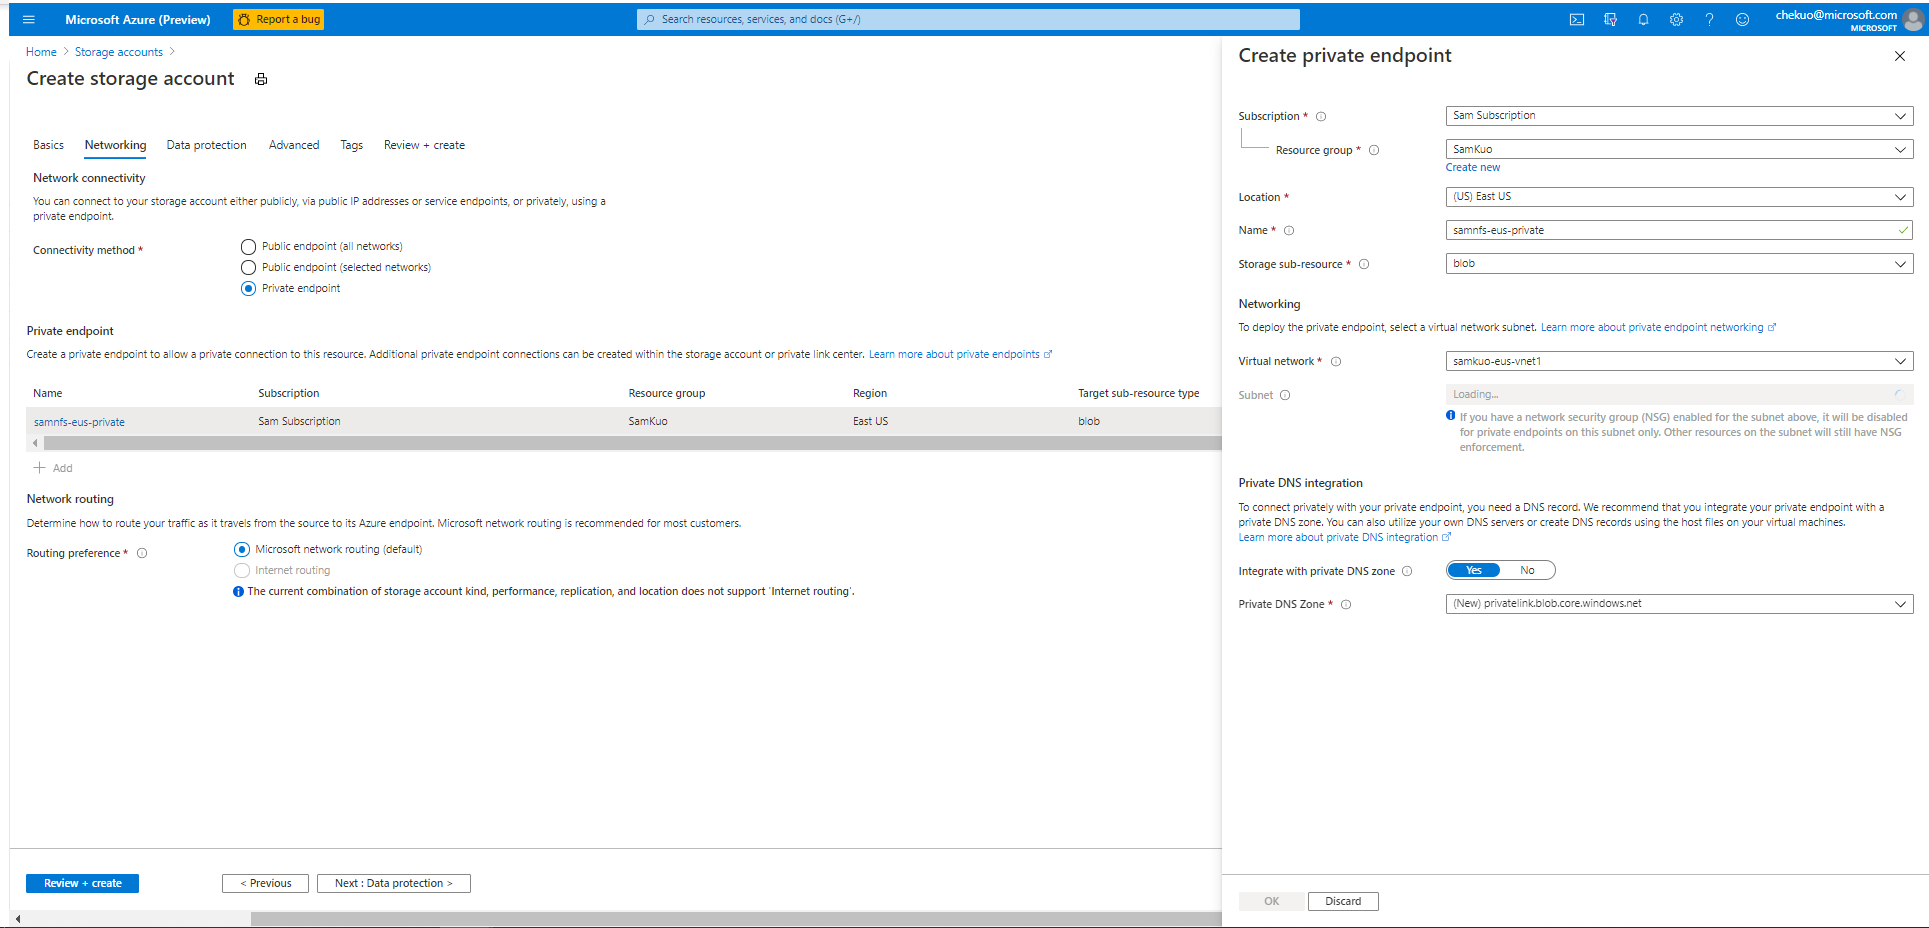 Microsoft Azure (Preview)
Report a bug
Search resources, services, and docs (G+/)
chekuo@microsoft.com
MICROSOFT
Home > Storage accounts >
Create storage account
Basics Networking Data protection Advanced Tags Review + create
Network connectivity
You can connect to your storage account either publicly, via public IP addresses or service endpoints, or privately, using a
private endpoint.
Connectivity method *
Public endpoint (all networks)
Public endpoint (selected networks)
Private endpoint
Private endpoint
Create a private endpoint to allow a private connection to this resource. Additional private endpoint connections can be created within the storage account or private link center. Learn more about private endpoints
Name Subscription Resource group Region Target sub-resource type
samnfs-eus-private Sam Subscription SamKuo East US blob
+ Add
Network routing
Determine how to route your traffic as it travels from the source to its Azure endpoint. Microsoft network routing is recommended for most customers.
Routing preference *
Microsoft network routing (default)
Internet routing
The current combination of storage account kind, performance, replication, and location does not support 'Internet routing'.
Review + create
< Previous
Next : Data protection >
Create private endpoint
Subscription * Sam Subscription
Resource group * SamKuo
Create new
Location * (US) East US
Name * samnfs-eus-private
Storage sub-resource * blob
Networking
To deploy the private endpoint, select a virtual network subnet. Learn more about private endpoint networking
Virtual network * samkuo-eus-vnet1
Subnet Loading...
If you have a network security group (NSG) enabled for the subnet above, it will be disabled
for private endpoints on this subnet only. Other resources on the subnet will still have NSG
enforcement.
Private DNS integration
To connect privately with your private endpoint, you need a DNS record. We recommend that you integrate your private endpoint with a
private DNS zone. You can also utilize your own DNS servers or create DNS records using the host files on your virtual machines.
Learn more about private DNS integration
Integrate with private DNS zone Yes No
Private DNS Zone * (New) privatelink.blob.core.windows.net
OK
Discard